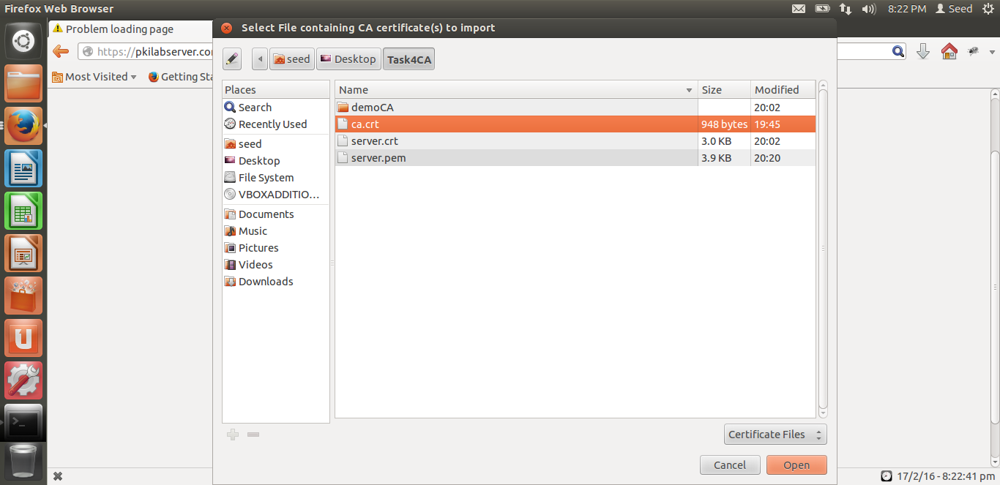 Firefox Web Browser
8:22 PM Seed
Problem loading page
Select File containing CA certificate(s) to import
https://pkilabserver.co
seed Desktop Task4CA
Most Visited Getting Sta
Places
Search
Recently Used
seed
Desktop
File System
VBOXADDITIO...
Documents
Music
Pictures
Videos
Downloads
Name Size Modified
demoCA 20:02
ca.crt 948 bytes 19:45
server.crt 3.0 KB 20:02
server.pem 3.9 KB 20:20
Certificate Files
Cancel Open
17/2/16 - 8:22:41 pm